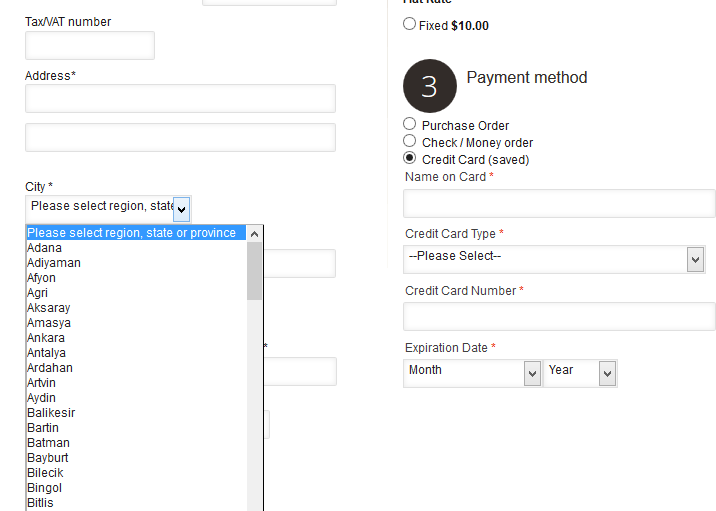 Tax/VAT number
Address*
City *
Please select region, state
Please select region, state or province
Adana
Adiyaman
Afyon
Agri
Aksaray
Amasya
Ankara
Antalya
Ardahan
Artvin
Aydin
Balikesir
Bartin
Batman
Bayburt
Bilecik
Bingol
Bitlis
*
Flat Rate
Fixed $10.00
3 Payment method
Purchase Order
Check / Money order
Credit Card (saved)
Name on Card *
Credit Card Type *
--Please Select--
Credit Card Number *
Expiration Date *
Month Year